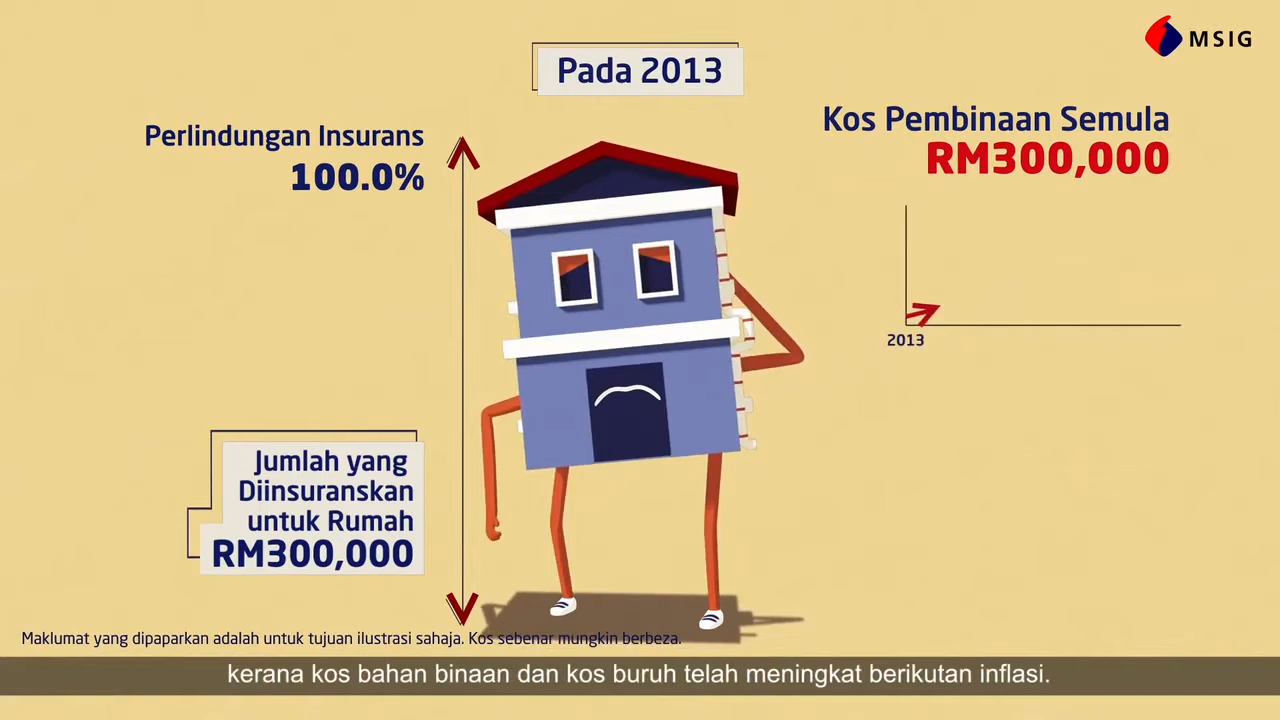 MSIG
Pada 2013
Perlindungan Insurans
100.0%
Kos Pembinaan Semula
RM300,000
2013
Jumlah yang
Diinsuranskan
untuk Rumah
RM300,000
Maklumat yang dipaparkan adalah untuk tujuan ilustrasi sahaja. Kos sebenar mungkin berbeza.
kerana kos bahan binaan dan kos buruh telah meningkat berikutan inflasi.